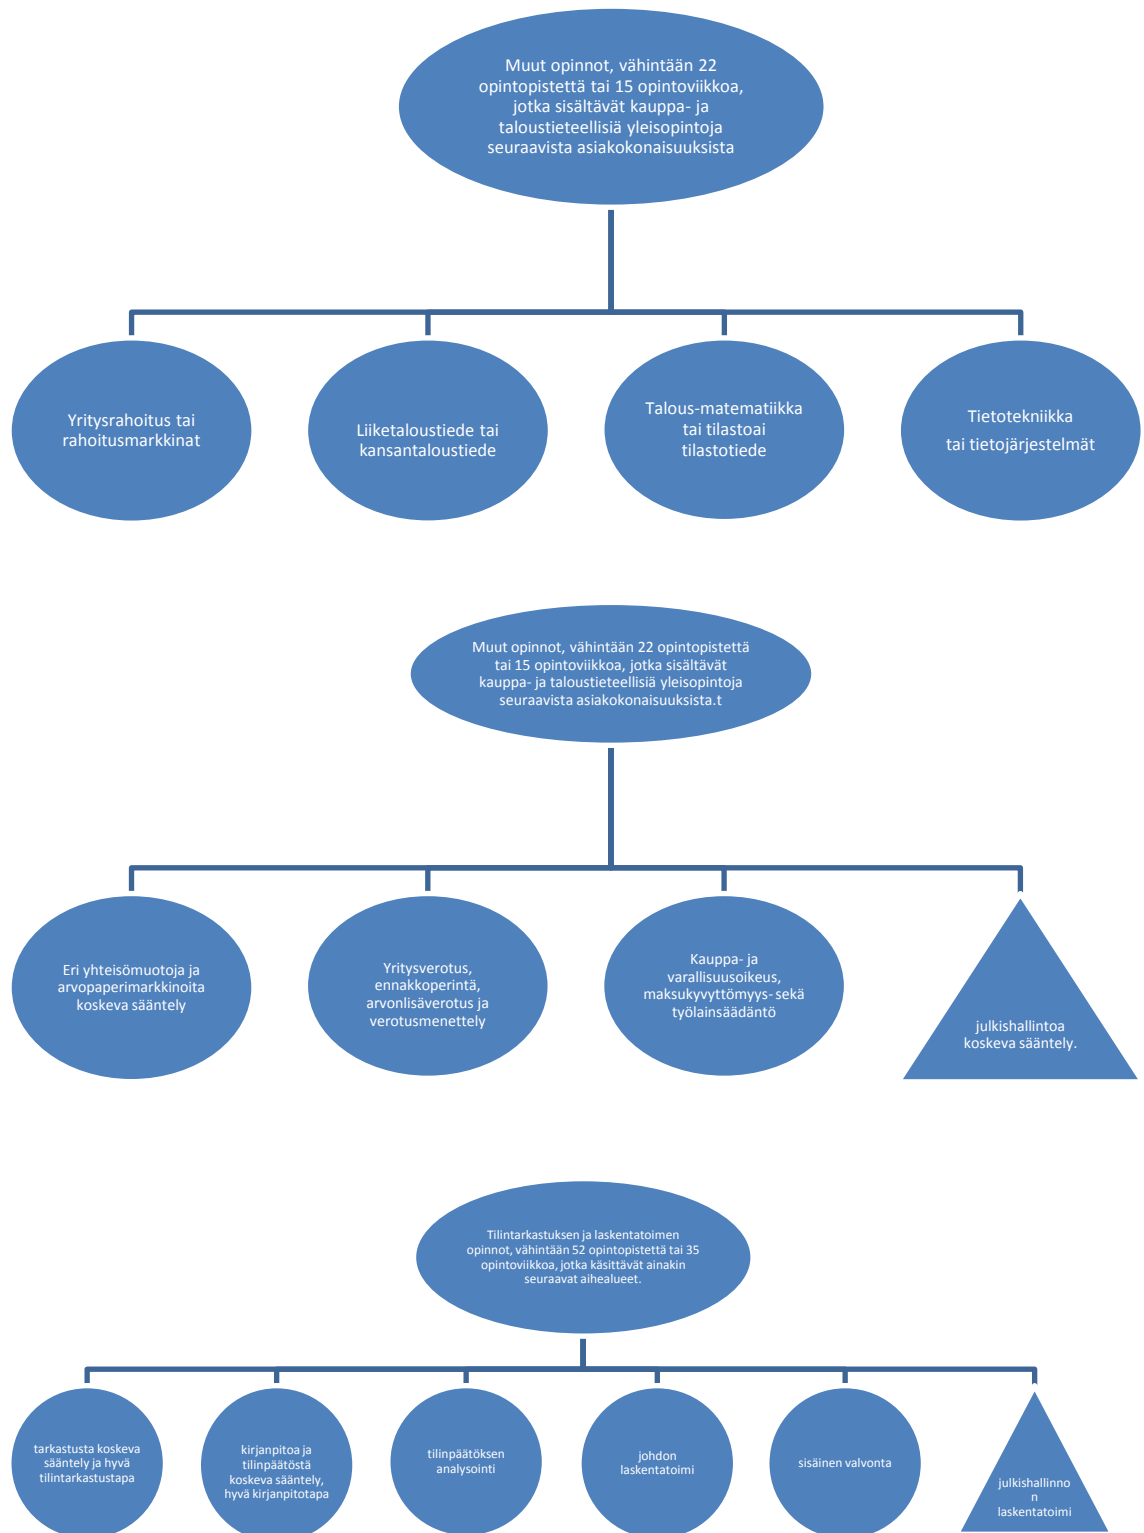 Muut opinnot, vähintään 22
opintopistettä tai 15 opintoviikkoa,
jotka sisältävät kauppa- ja
taloustieteellisiä yleisopintoja
seuraavista asiakokonaisuuksista
Yritysrahoitus tai
rahoitusmarkkinat
Liiketaloustiede tai
kansantaloustiede
Talous-matematiikka
tai tilastoai
tilastotiede
Tietotekniikka
tai tietojärjestelmät
Muut opinnot, vähintään 22 opintopistettä
tai 15 opintoviikkoa, jotka sisältävät
kauppa- ja taloustieteellisiä yleisopintoja
seuraavista asiakokonaisuuksista.t
Eri yhteisömuotoja ja
arvopaperimarkkinoita
koskeva sääntely
Yritysverotus,
ennakkoperintä,
arvonlisäverotus ja
verotusmenettely
Kauppa- ja
varallisuusoikeus,
maksukyvyttömyys- sekä
työlainsäädäntö
julkishallintoa
koskeva sääntely.
Tilintarkastuksen ja laskentatoimen
opinnot, vähintään 52 opintopistettä tai 35
opintoviikkoa, jotka käsittävät ainakin
seuraavat aihealueet.
tarkastusta koskeva
sääntely ja hyvä
tilintarkastustapa
kirjanpitoa ja
tilinpäätöstä
koskeva sääntely,
hyvä kirjanpitotapa
tilinpäätöksen
analysointi
johdon
laskentatoimi
sisäinen valvonta
julkishallinno
n
laskentatoimi